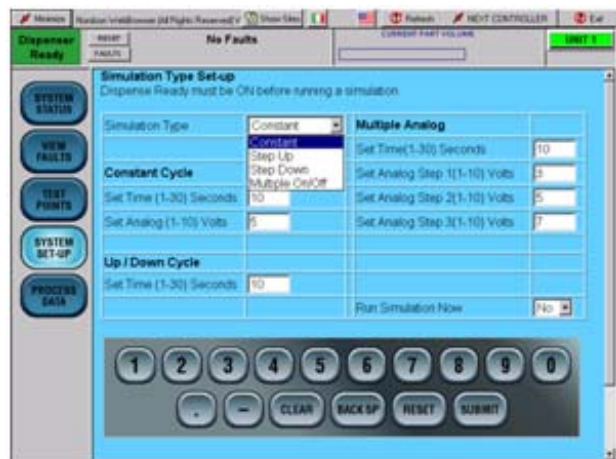 Minimize
Nordson WebBrowser (All Rights Reserved) V
Show Sites
Refresh
NEXT CONTROLLER
Exit
Dispenser Ready
RESET FAULTS
No Faults
CURRENT PART VOLUME
UNIT 1
SYSTEM STATUS
VIEW FAULTS
TEST POINTS
SYSTEM SET-UP
PROCESS DATA
Simulation Type Set-up
Dispense Ready must be ON before running a simulation
Simulation Type
Constant
Constant
Step Up
Step Down
Multiple On/Off
Multiple Analog
Set Time(1-30) Seconds 10
Constant Cycle
Set Analog Step 1(1-10) Volts 3
Set Time (1-30) Seconds 10
Set Analog Step 2(1-10) Volts 5
Set Analog (1-10) Volts 5
Set Analog Step 3(1-10) Volts 7
Up / Down Cycle
Set Time (1-30) Seconds 10
Run Simulation Now No
1 2 3 4 5 6 7 8 9 0
. - CLEAR BACK SP RESET SUBMIT